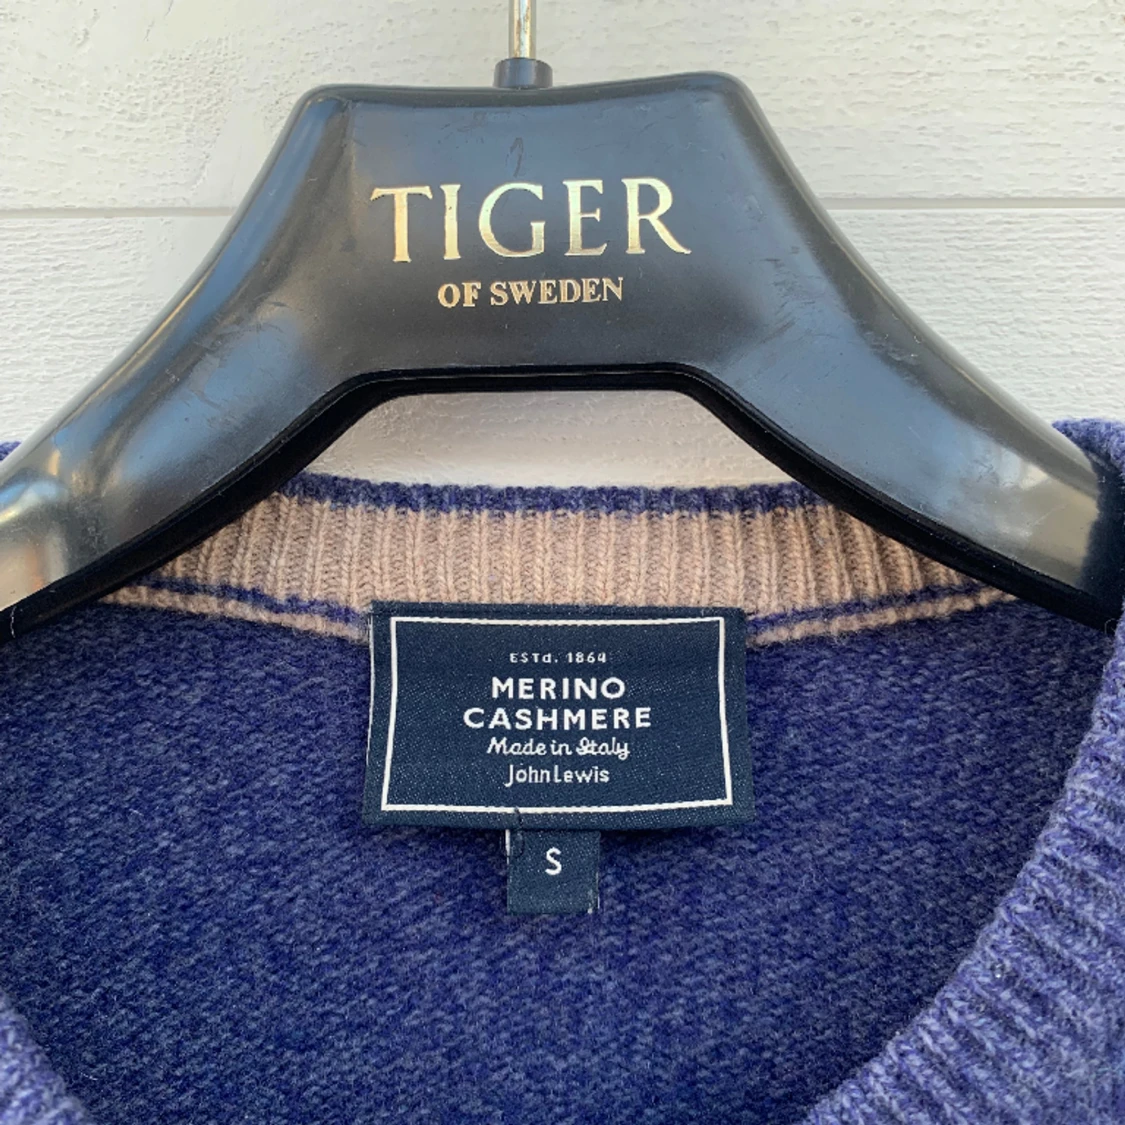 TIGER
OF SWEDEN
ESTd. 1864
MERINO
CASHMERE
Made in Italy
John Lewis
S